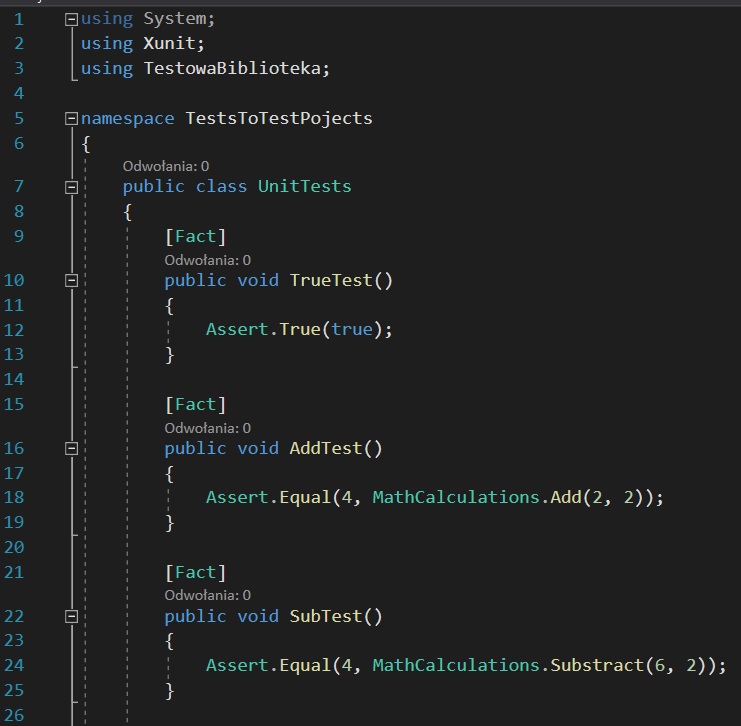 1 using System;
2 using Xunit;
3 using TestowaBiblioteka;
4
5 namespace TestsToTestPojects
6 {
Odwołania: 0
7 public class UnitTests
8 {
9 [Fact]
Odwołania: 0
10 public void TrueTest()
11 {
12 Assert.True(true);
13 }
14
15 [Fact]
Odwołania: 0
16 public void AddTest()
17 {
18 Assert.Equal(4, MathCalculations.Add(2, 2));
19 }
20
21 [Fact]
Odwołania: 0
22 public void SubTest()
23 {
24 Assert.Equal(4, MathCalculations.Substract(6, 2));
25 }
26